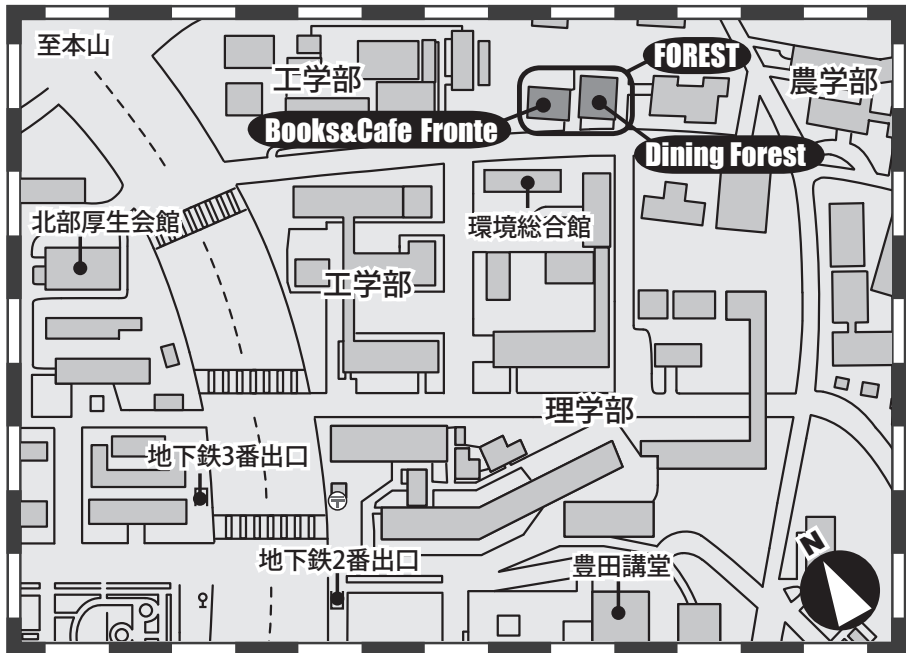 至本山
工学部
FOREST
農学部
Books&Cafe Fronte
Dining Forest
北部厚生会館
環境総合館
工学部
理学部
地下鉄3番出口
〒
地下鉄2番出口
豊田講堂
N